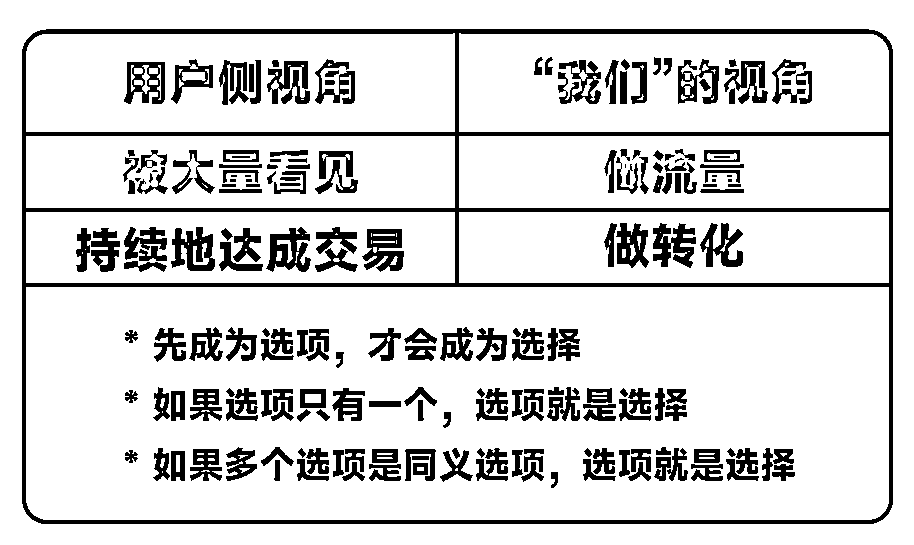 用户侧视角 “我们”的视角
被大量看见 做流量
持续地达成交易 做转化
* 先成为选项，才会成为选择
* 如果选项只有一个，选项就是选择
* 如果多个选项是同义选项，选项就是选择